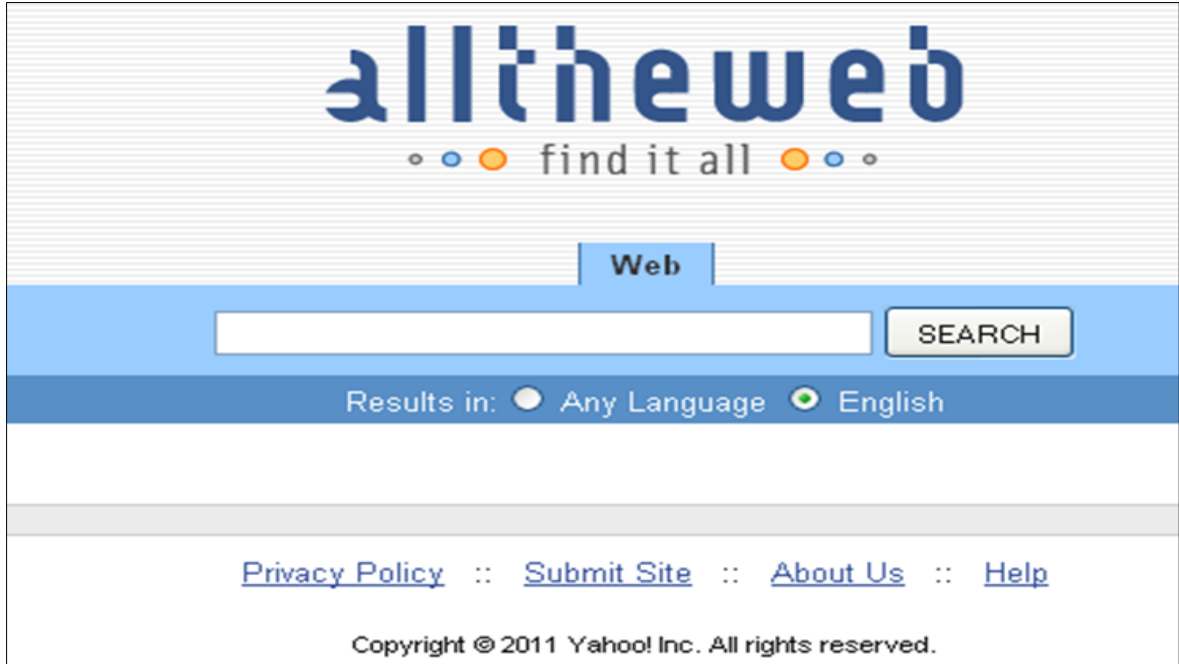 alltheweb
find it all
Web
SEARCH
Results in: Any Language English
Privacy Policy :: Submit Site :: About Us :: Help
Copyright © 2011 Yahoo! Inc. All rights reserved.